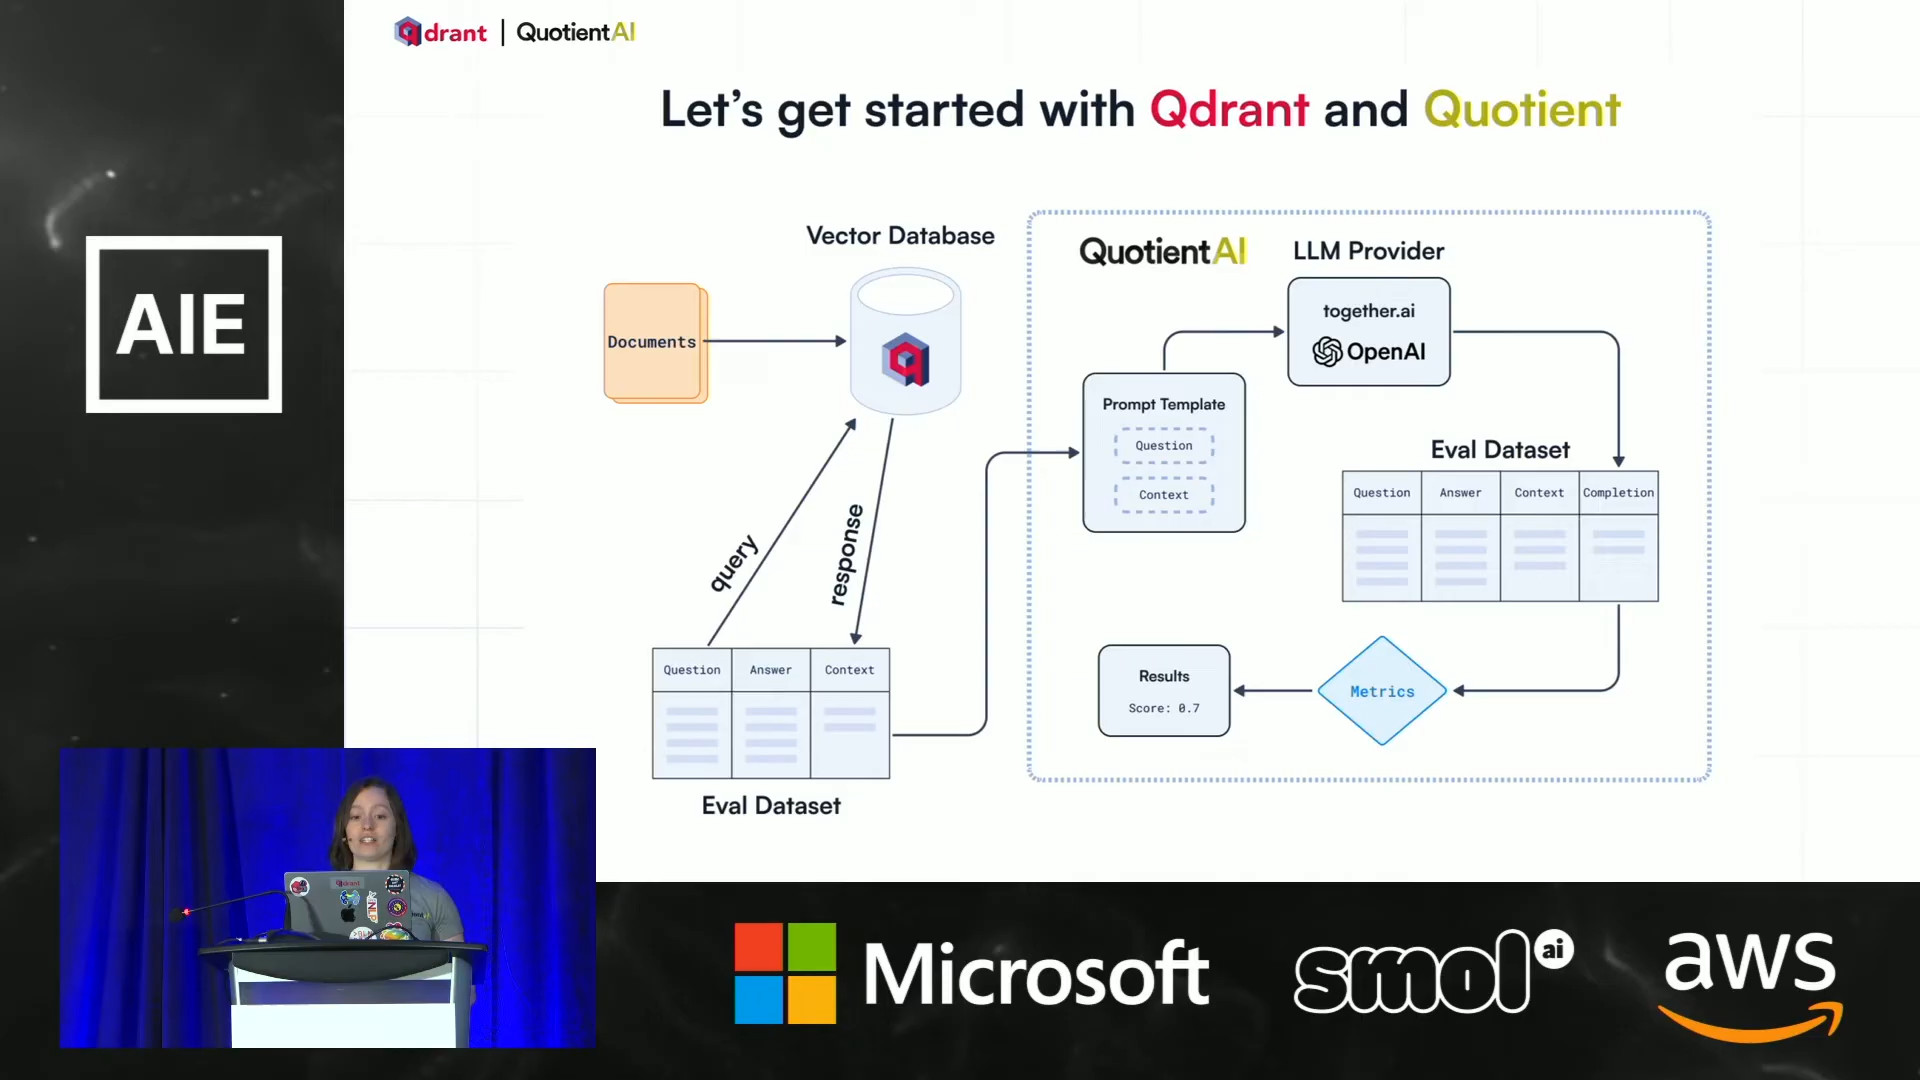 qdrant | QuotientAI
Let's get started with Qdrant and Quotient
AIE
Vector Database
Documents
query
response
Question Answer Context
Eval Dataset
QuotientAI
LLM Provider
together.ai
OpenAI
Prompt Template
Question
Context
Eval Dataset
Question Answer Context Completion
Metrics
Results
Score: 0.7
qdrant
NLP
Microsoft
smol ai
aws